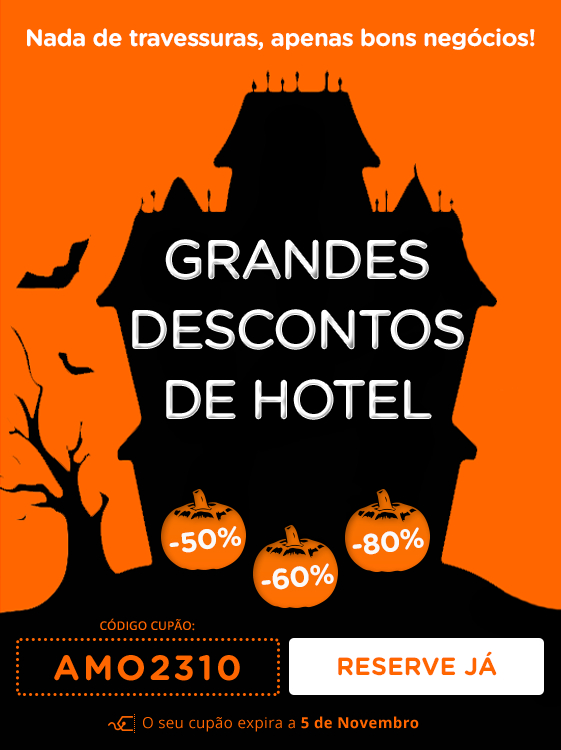 Nada de travessuras, apenas bons negócios!
GRANDES
DESCONTOS
DE HOTEL
-50%
-60%
-80%
CÓDIGO CUPÃO:
AMO2310
RESERVE JÁ
O seu cupão expira a 5 de Novembro